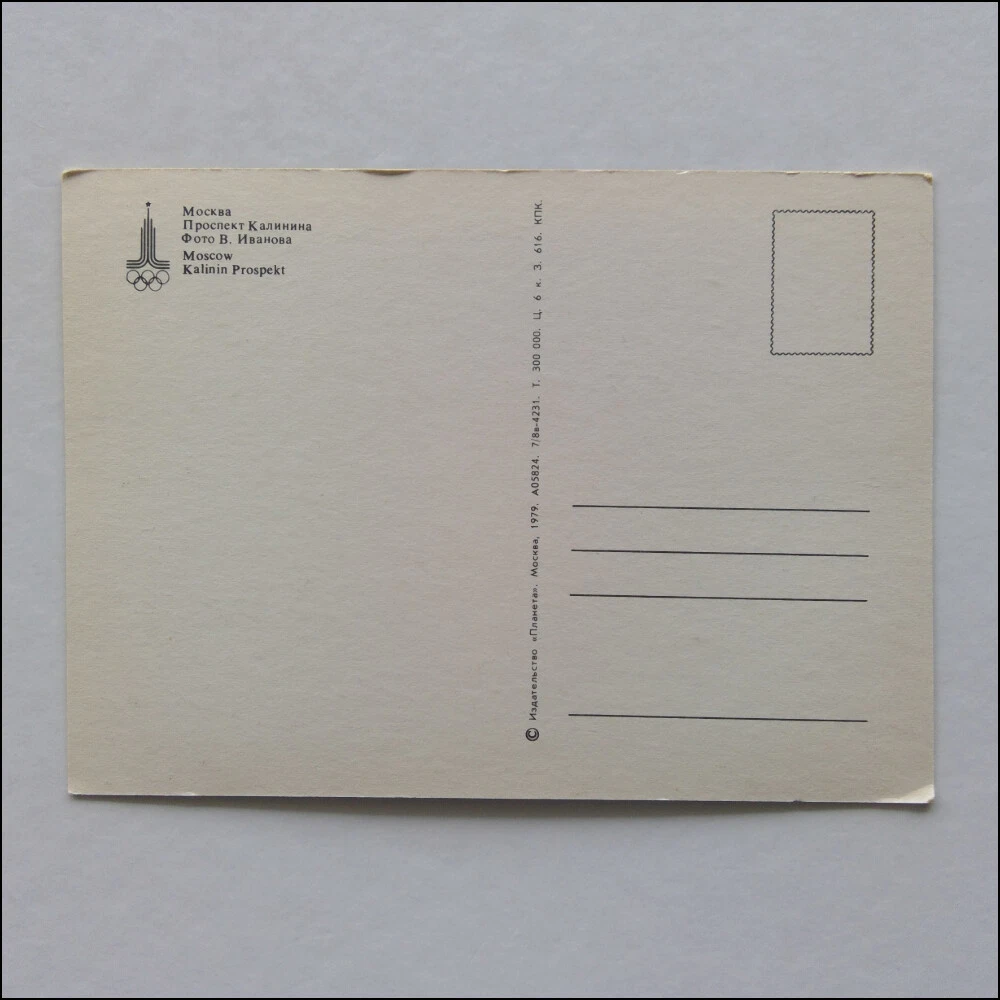 Москва
Проспект Калинина
Фото В. Иванова
Moscow
Kalinin Prospekt
© Издательство «Планета». Москва, 1979. А05824. 7/8в-4231. Т. 300 000. Ц. 6 к. З. 616. КПК.